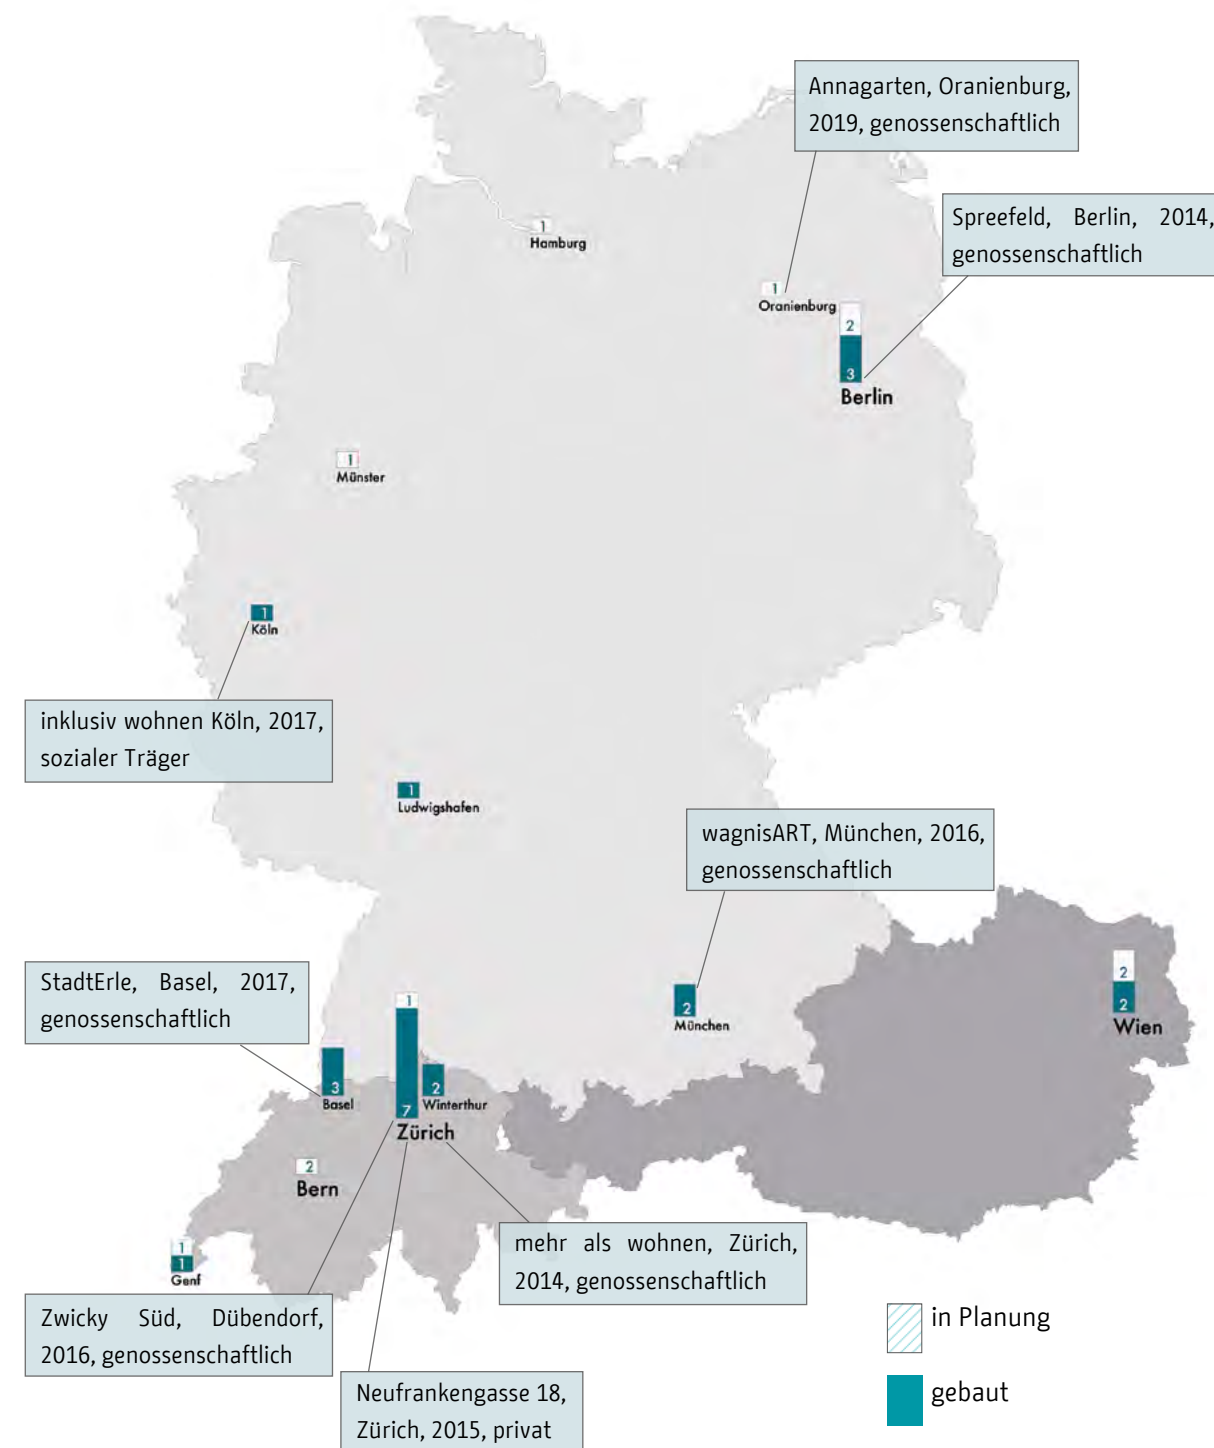 Annagarten, Oranienburg,
2019, genossenschaftlich
Spreefeld, Berlin, 2014,
genossenschaftlich
1
Hamburg
1
Oranienburg
2
3
Berlin
1
Münster
1
Köln
inklusiv wohnen Köln, 2017,
sozialer Träger
1
Ludwigshafen
wagnisART, München, 2016,
genossenschaftlich
2
München
2
2
Wien
StadtErle, Basel, 2017,
genossenschaftlich
3
Basel
1
7
Zürich
2
Winterthur
2
Bern
1
1
Genf
mehr als wohnen, Zürich,
2014, genossenschaftlich
Zwicky Süd, Dübendorf,
2016, genossenschaftlich
Neufrankengasse 18,
Zürich, 2015, privat
in Planung
gebaut